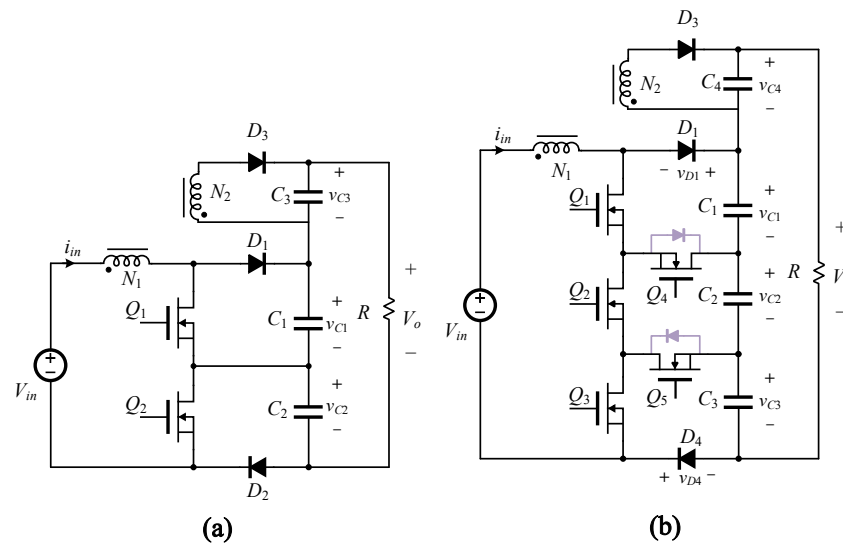 D3
+
N2
C3
vC3
−
iin
N1
D1
+
Q1
C1
vC1
−
R
+
Vo
−
+
−
Vin
Q2
+
C2
vC2
−
D2
(a)
D3
+
N2
C4
vC4
−
iin
N1
D1
− vD1 +
Q1
+
C1
vC1
−
Q4
Q2
+
C2
vC2
−
R
+
V
−
+
−
Vin
Q5
Q3
+
C3
vC3
−
D4
+ vD4 −
(b)